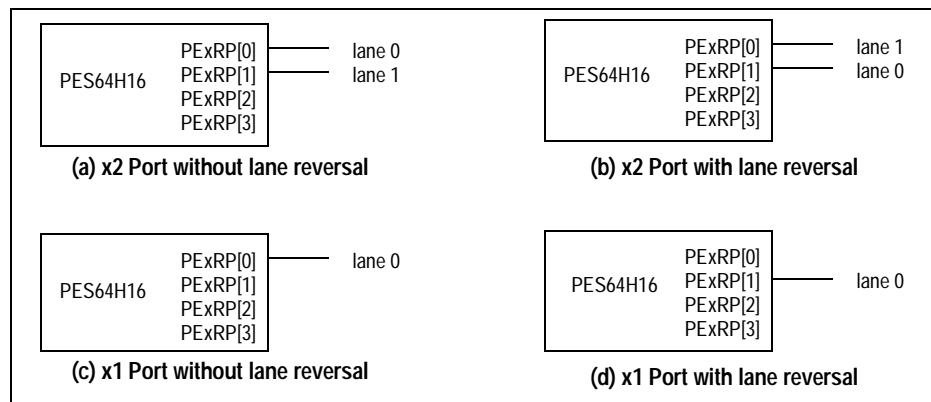 PES64H16
PExRP[0]
PExRP[1]
PExRP[2]
PExRP[3]
lane 0
lane 1
(a) x2 Port without lane reversal
PES64H16
PExRP[0]
PExRP[1]
PExRP[2]
PExRP[3]
lane 1
lane 0
(b) x2 Port with lane reversal
PES64H16
PExRP[0]
PExRP[1]
PExRP[2]
PExRP[3]
lane 0
(c) x1 Port without lane reversal
PES64H16
PExRP[0]
PExRP[1]
PExRP[2]
PExRP[3]
lane 0
(d) x1 Port with lane reversal